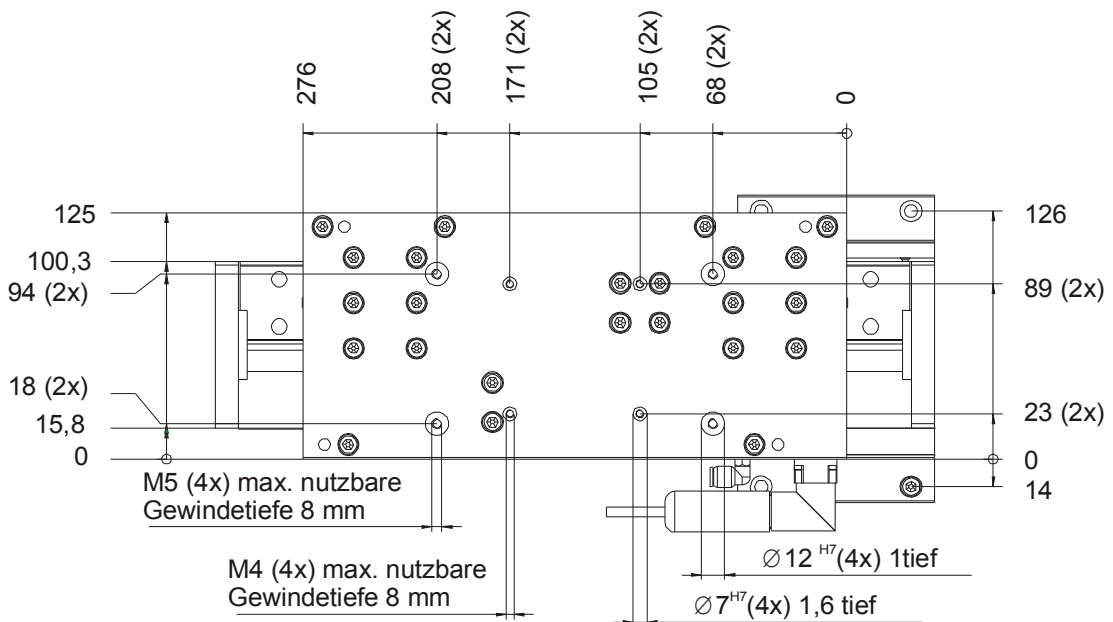 276
208 (2x)
171 (2x)
105 (2x)
68 (2x)
0
125
100,3
94 (2x)
18 (2x)
15,8
0
126
89 (2x)
23 (2x)
0
14
M5 (4x) max. nutzbare
Gewindetiefe 8 mm
M4 (4x) max. nutzbare
Gewindetiefe 8 mm
∅12 H7(4x) 1tief
∅7H7(4x) 1,6 tief